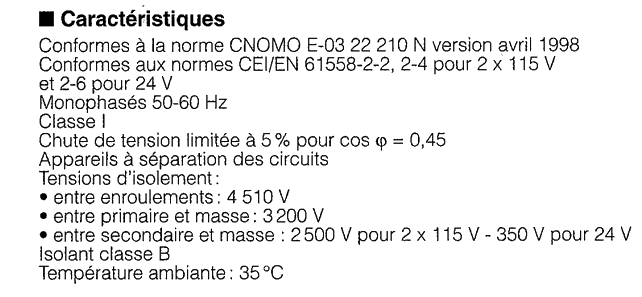 ■ Caractéristiques
Conformes à la norme CNOMO E-03 22 210 N version avril 1998
Conformes aux normes CEI/EN 61558-2-2, 2-4 pour 2 x 115 V
et 2-6 pour 24 V
Monophasés 50-60 Hz
Classe I
Chute de tension limitée à 5 % pour cos φ = 0,45
Appareils à séparation des circuits
Tensions d'isolement :
• entre enroulements : 4 510 V
• entre primaire et masse : 3 200 V
• entre secondaire et masse : 2 500 V pour 2 x 115 V - 350 V pour 24 V
Isolant classe B
Température ambiante : 35 °C